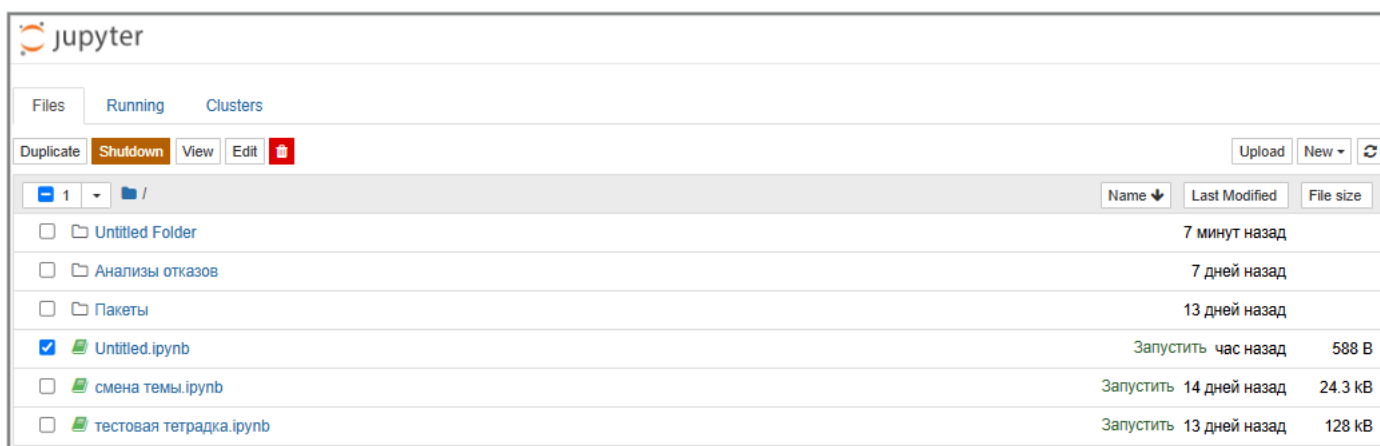 jupyter
Files Running Clusters
Duplicate Shutdown View Edit Upload New
1 / Name Last Modified File size
Untitled Folder 7 минут назад
Анализы отказов 7 дней назад
Пакеты 13 дней назад
Untitled.ipynb Запустить час назад 588 B
смена темы.ipynb Запустить 14 дней назад 24.3 kB
тестовая тетрадка.ipynb Запустить 13 дней назад 128 kB